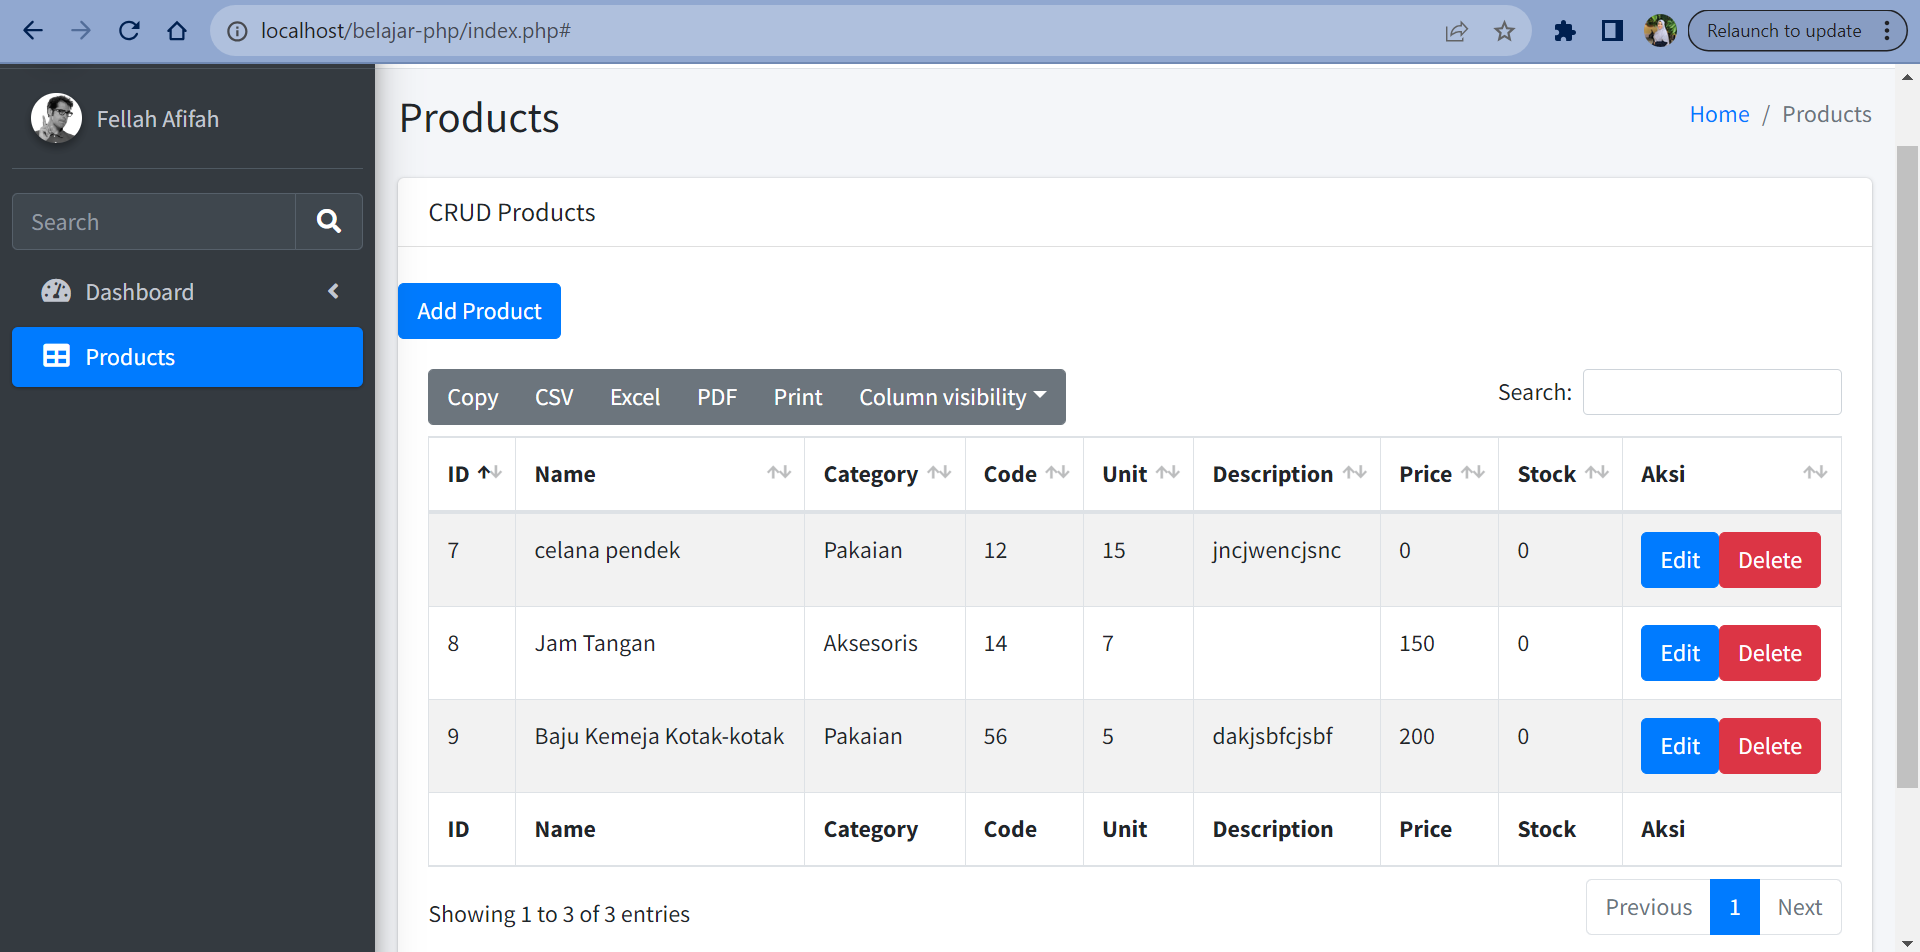 localhost/belajar-php/index.php#
Relaunch to update
Fellah Afifah
Search
Dashboard
Products
Products
Home / Products
CRUD Products
Add Product
Copy CSV Excel PDF Print Column visibility
Search:
ID Name Category Code Unit Description Price Stock Aksi
7 celana pendek Pakaian 12 15 jncjwencjsnc 0 0 Edit Delete
8 Jam Tangan Aksesoris 14 7 150 0 Edit Delete
9 Baju Kemeja Kotak-kotak Pakaian 56 5 dakjsbfcjsbf 200 0 Edit Delete
ID Name Category Code Unit Description Price Stock Aksi
Showing 1 to 3 of 3 entries
Previous 1 Next